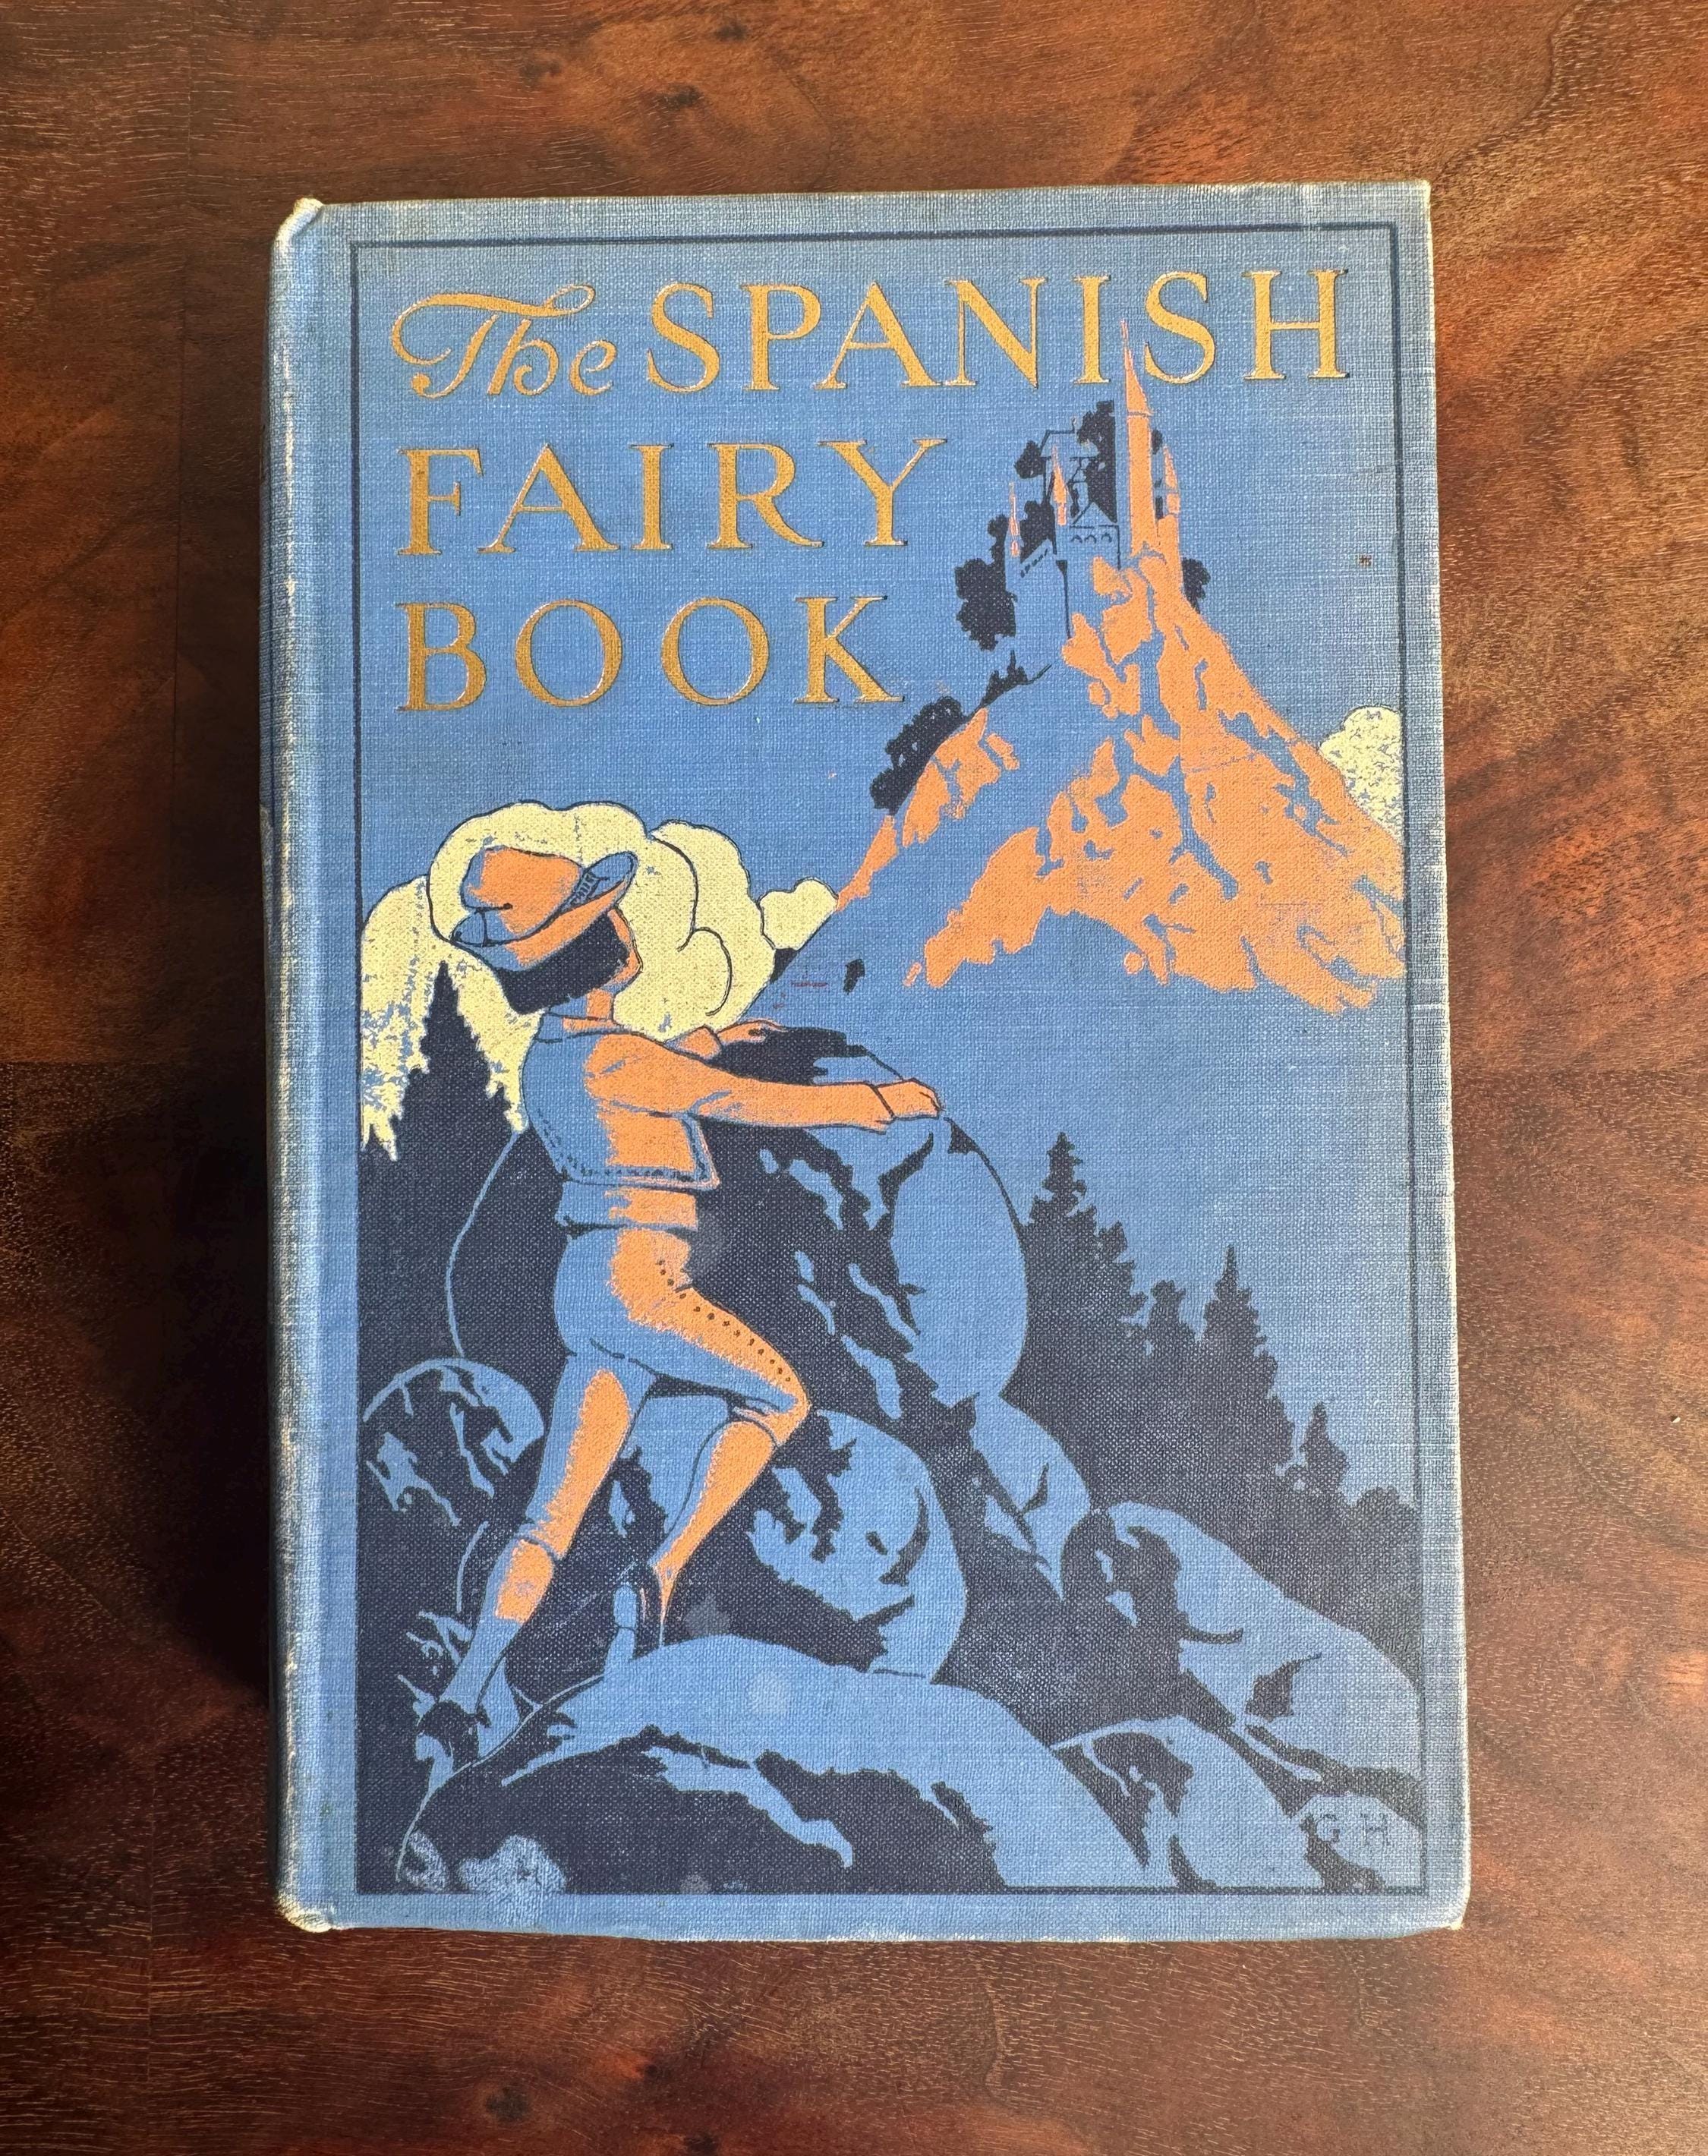 The SPANISH
FAIRY
BOOK
G H